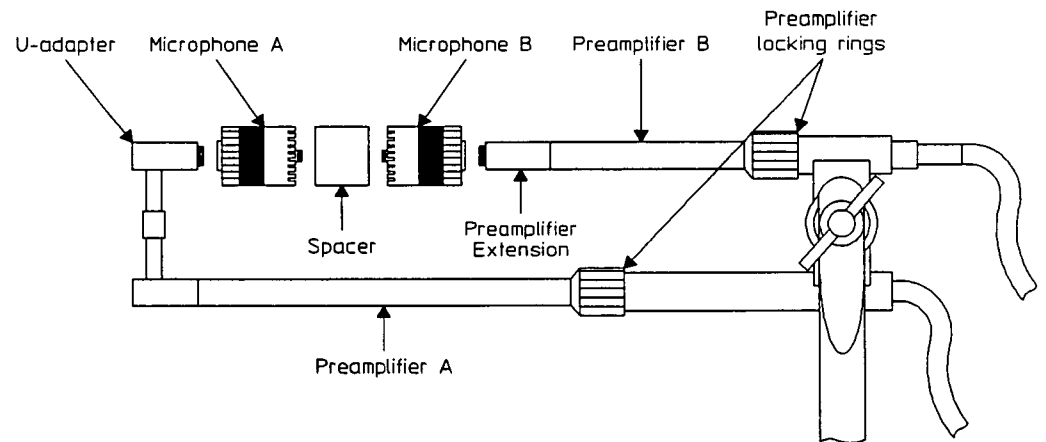 U-adapter
Microphone A
Microphone B
Preamplifier B
Preamplifier
locking rings
Spacer
Preamplifier
Extension
Preamplifier A